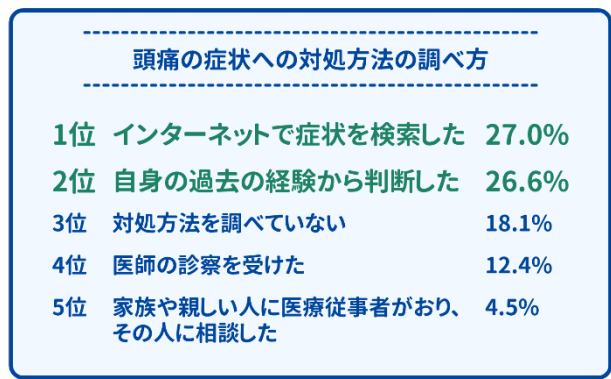 頭痛の症状への対処方法の調べ方
1位 インターネットで症状を検索した 27.0%
2位 自身の過去の経験から判断した 26.6%
3位 対処方法を調べていない 18.1%
4位 医師の診察を受けた 12.4%
5位 家族や親しい人に医療従事者がおり、 4.5%
その人に相談した